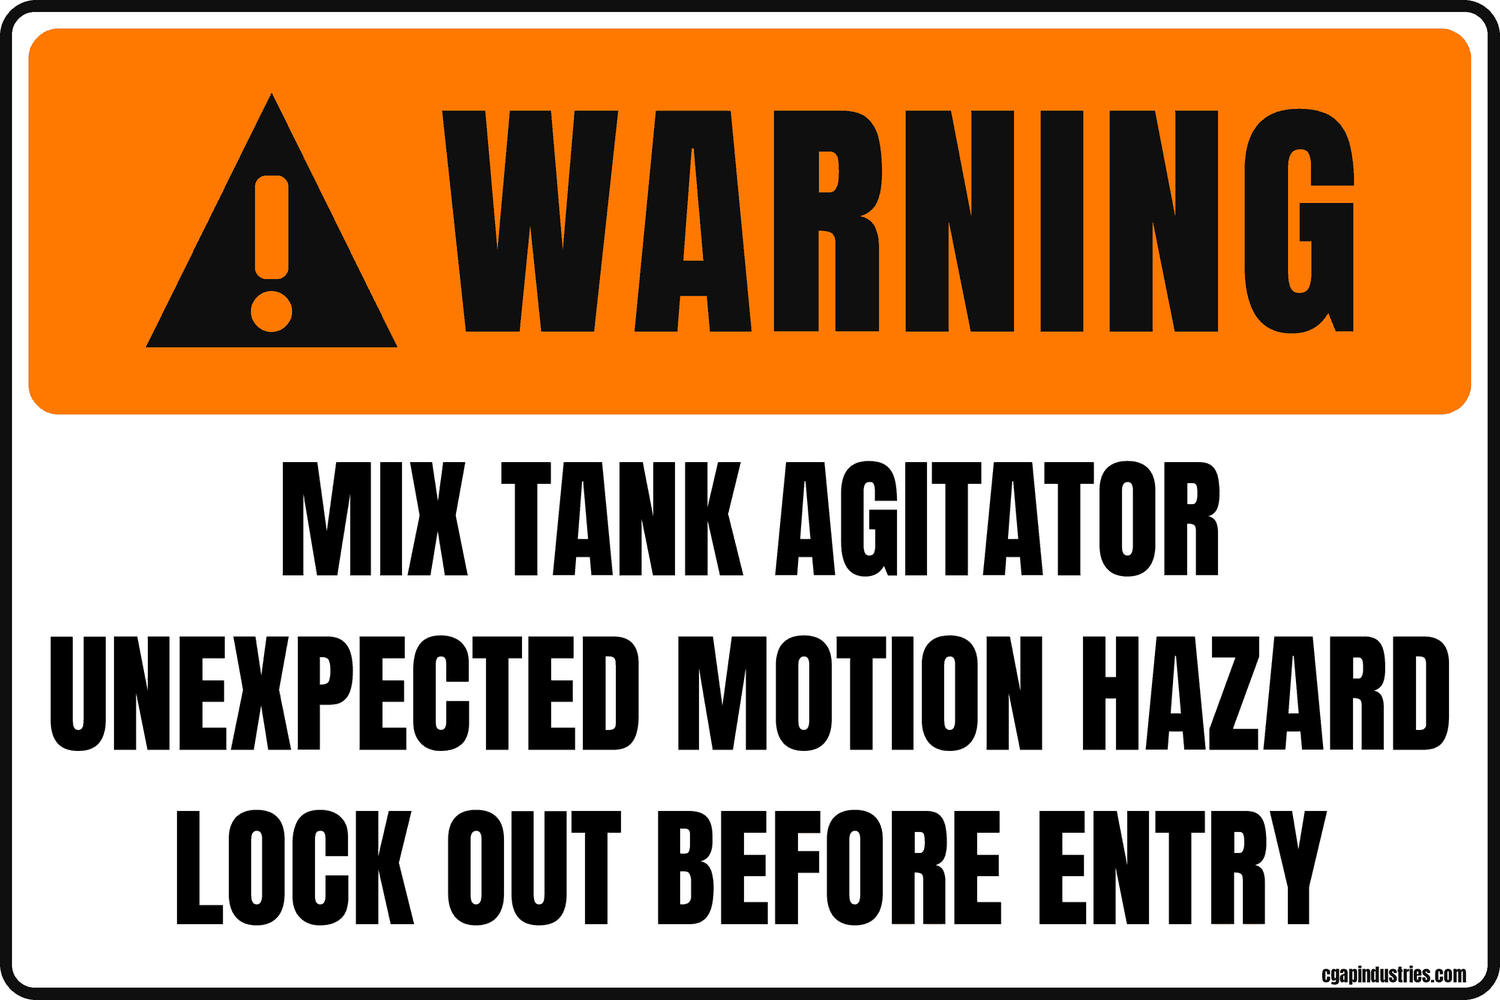 WARNING
MIX TANK AGITATOR
UNEXPECTED MOTION HAZARD
LOCK OUT BEFORE ENTRY
cgapindustries.com